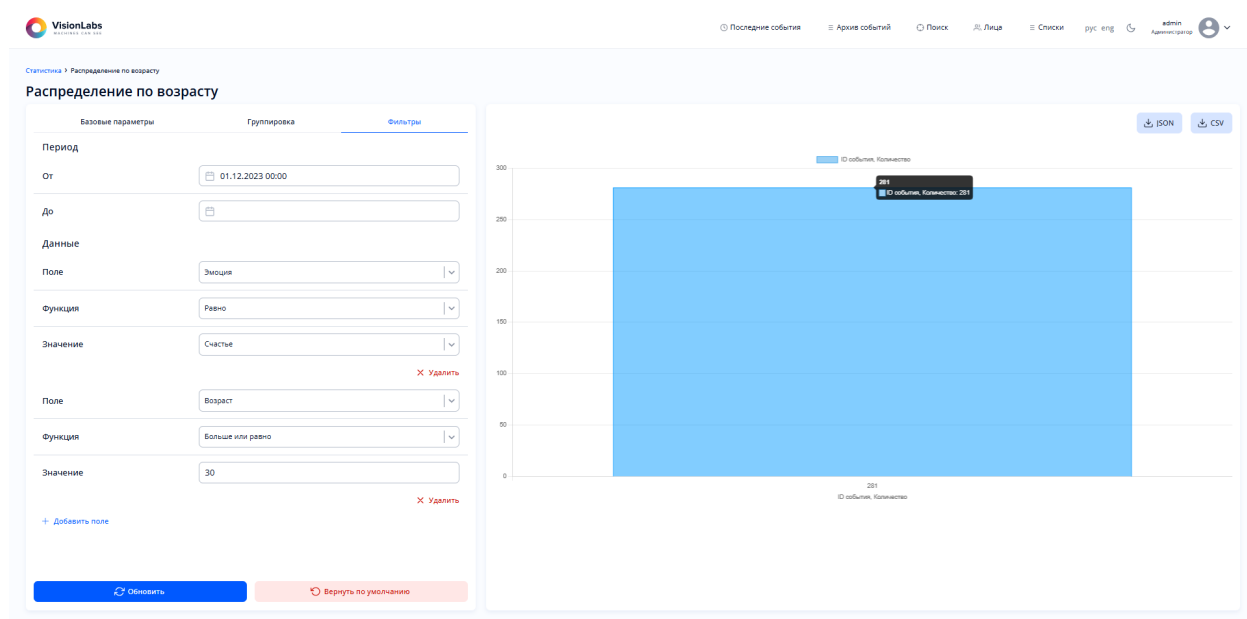 VisionLabs
MACHINES CAN SEE
Последние события
Архив событий
Поиск
Лица
Списки
рус eng
admin
Администратор
Статистика › Распределение по возрасту
Распределение по возрасту
Базовые параметры
Группировка
Фильтры
Период
От
01.12.2023 00:00
До
Данные
Поле
Эмоция
Функция
Равно
Значение
Счастье
× Удалить
Поле
Возраст
Функция
Больше или равно
Значение
30
× Удалить
+ Добавить поле
Обновить
Вернуть по умолчанию
JSON
CSV
ID события, Количество
300
281
ID события, Количество: 281
250
200
150
100
50
0
281
ID события, Количество